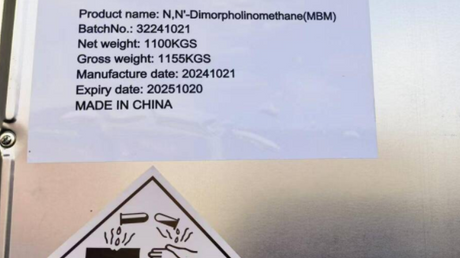 Product name: N,N'-Dimorpholinomethane(MBM)
BatchNo.: 32241021
Net weight: 1100KGS
Gross weight: 1155KGS
Manufacture date: 20241021
Expiry date: 20251020
MADE IN CHINA